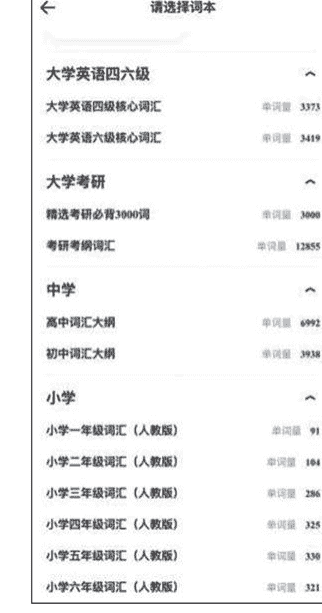 请选择词本
大学英语四六级
大学英语四级核心词汇 单词量 3373
大学英语六级核心词汇 单词量 3419
大学考研
精选考研必背3000词 单词量 3000
考研考纲词汇 单词量 12855
中学
高中词汇大纲 单词量 6992
初中词汇大纲 单词量 3938
小学
小学一年级词汇（人教版） 单词量 91
小学二年级词汇（人教版） 单词量 104
小学三年级词汇（人教版） 单词量 286
小学四年级词汇（人教版） 单词量 325
小学五年级词汇（人教版） 单词量 330
小学六年级词汇（人教版） 单词量 321